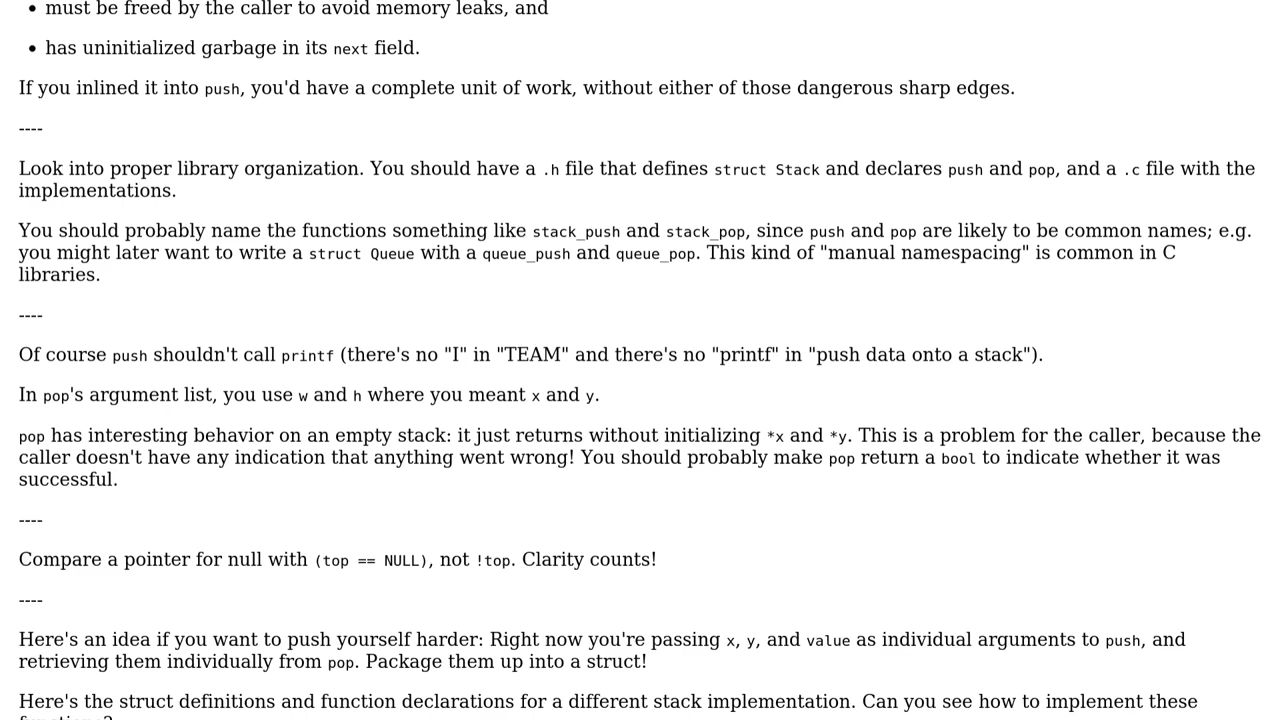 • must be freed by the caller to avoid memory leaks, and
• has uninitialized garbage in its next field.
If you inlined it into push, you'd have a complete unit of work, without either of those dangerous sharp edges.
----
Look into proper library organization. You should have a .h file that defines struct Stack and declares push and pop, and a .c file with the
implementations.
You should probably name the functions something like stack_push and stack_pop, since push and pop are likely to be common names; e.g.
you might later want to write a struct Queue with a queue_push and queue_pop. This kind of "manual namespacing" is common in C
libraries.
----
Of course push shouldn't call printf (there's no "I" in "TEAM" and there's no "printf" in "push data onto a stack").
In pop's argument list, you use w and h where you meant x and y.
pop has interesting behavior on an empty stack: it just returns without initializing *x and *y. This is a problem for the caller, because the
caller doesn't have any indication that anything went wrong! You should probably make pop return a bool to indicate whether it was
successful.
----
Compare a pointer for null with (top == NULL), not !top. Clarity counts!
----
Here's an idea if you want to push yourself harder: Right now you're passing x, y, and value as individual arguments to push, and
retrieving them individually from pop. Package them up into a struct!
Here's the struct definitions and function declarations for a different stack implementation. Can you see how to implement these
functions?